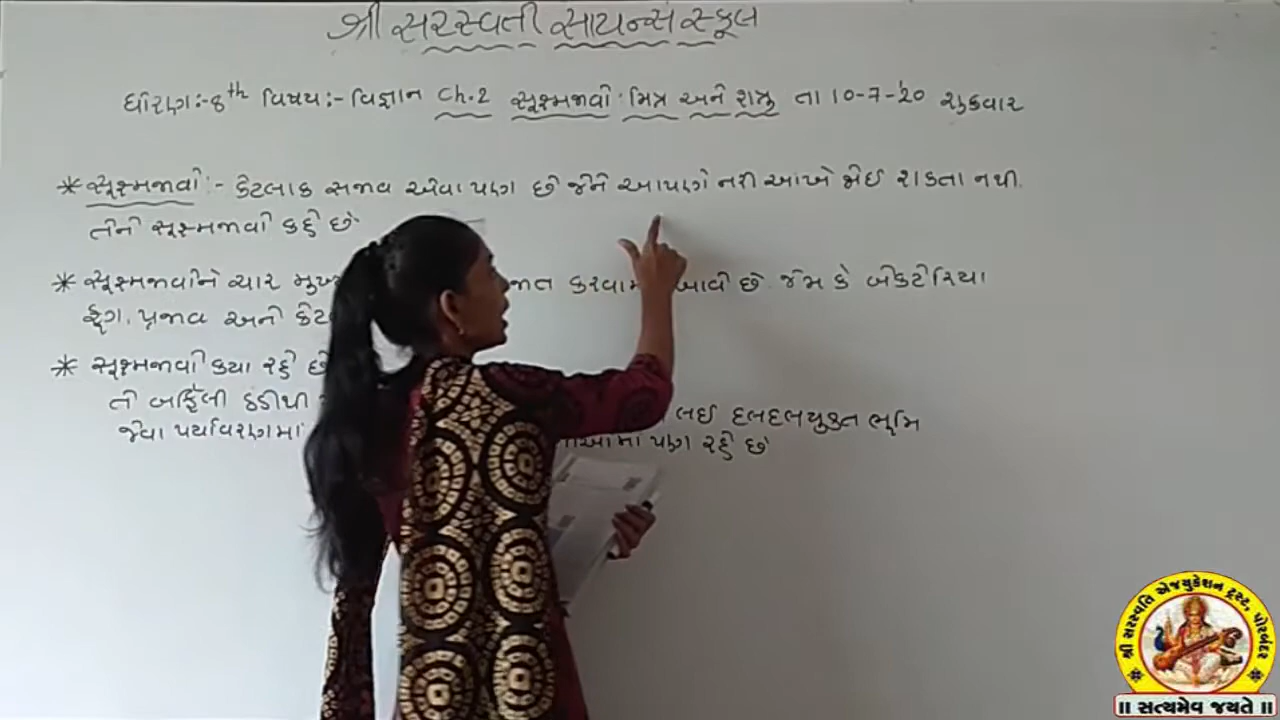 શ્રી સરસ્વતી સાયન્સ સ્કૂલ
ધોરણ:-8th વિષય:- વિજ્ઞાન Ch.2 સૂક્ષ્મજીવો : મિત્ર અને શત્રુ તા 10-7-'20 શુક્રવાર
* સૂક્ષ્મજીવો :- કેટલાક સજીવ એવા પણ છે જેને આપણે નરી આંખે જોઈ શકતા નથી.
તેને સૂક્ષ્મજીવો કહે છે
* સૂક્ષ્મજીવોને ચાર કરવામાં આવી છે. જેમ કે બેક્ટેરિયા
ફૂગ, પ્રજીવ અને
* સૂક્ષ્મજીવો કયા રહે છે
તે બર્ફિલી ઠંડીથી લઈ દલદલયુક્ત ભૂમિ
જેવા પર્યાવરણમાં પણ રહે છે
શ્રી સરસ્વતિ એજયુકેશન ટ્રસ્ટ, પોરબંદર
॥ સત્યમેવ જયતે ॥